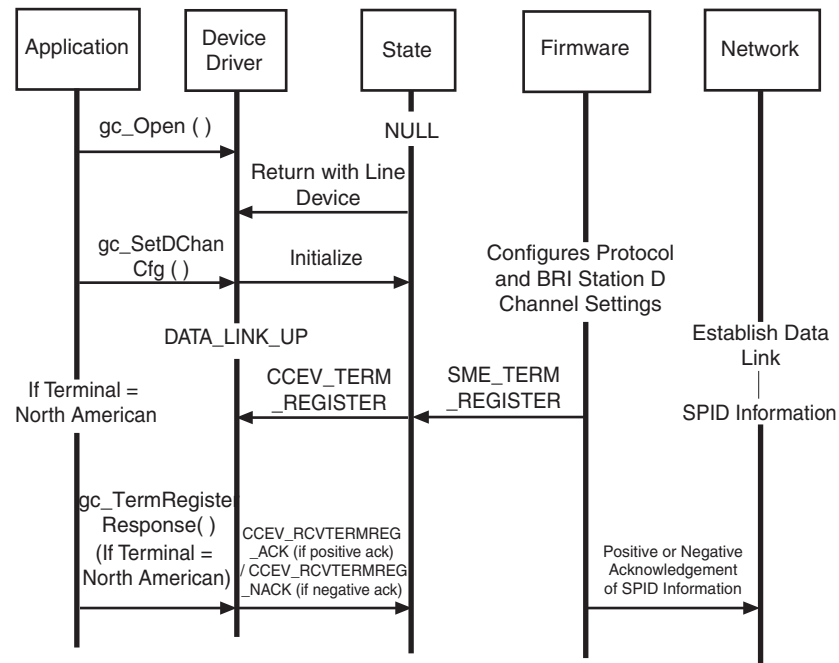 Application
Device
Driver
State
Firmware
Network
gc_Open ( )
NULL
Return with Line
Device
gc_SetDChan
Cfg ( )
Initialize
Configures Protocol
and BRI Station D
Channel Settings
DATA_LINK_UP
Establish Data
Link
If Terminal =
North American
CCEV_TERM
_REGISTER
SME_TERM
_REGISTER
SPID Information
gc_TermRegister
Response( )
(If Terminal =
North American)
CCEV_RCVTERMREG
_ACK (if positive ack)
/ CCEV_RCVTERMREG
_NACK (if negative ack)
Positive or Negative
Acknowledgement
of SPID Information